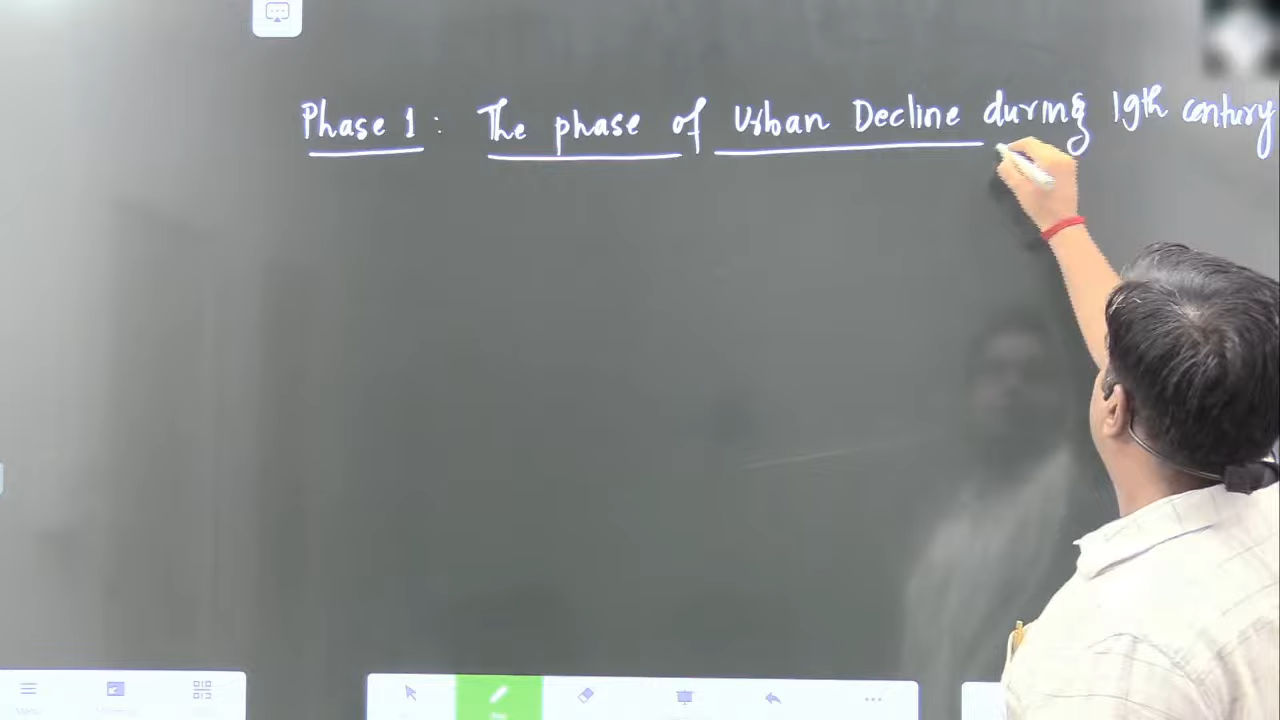 Phase 1 : The phase of Urban Decline during 19th century